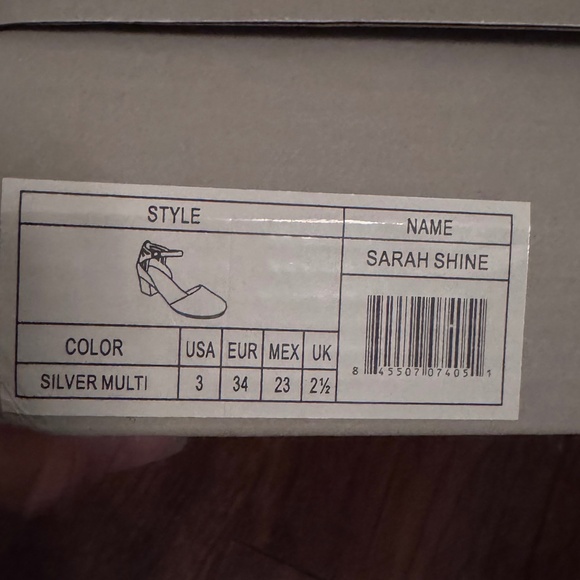 STYLE
NAME
SARAH SHINE
COLOR USA EUR MEX UK
SILVER MULTI 3 34 23 2½
8 45507 07405 1